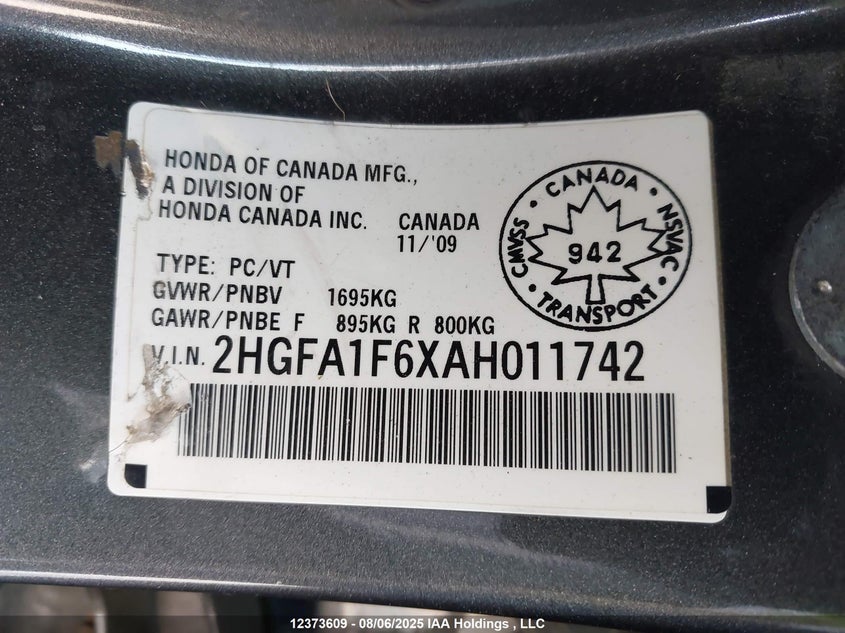 HONDA OF CANADA MFG.,
A DIVISION OF
HONDA CANADA INC. CANADA
11/'09
TYPE: PC/VT
GVWR/PNBV 1695KG
GAWR/PNBE F 895KG R 800KG
V.I.N. 2HGFA1F6XAH011742
CANADA
CMVSS
NSVAC
942
TRANSPORT
12373609 - 08/06/2025 IAA Holdings , LLC